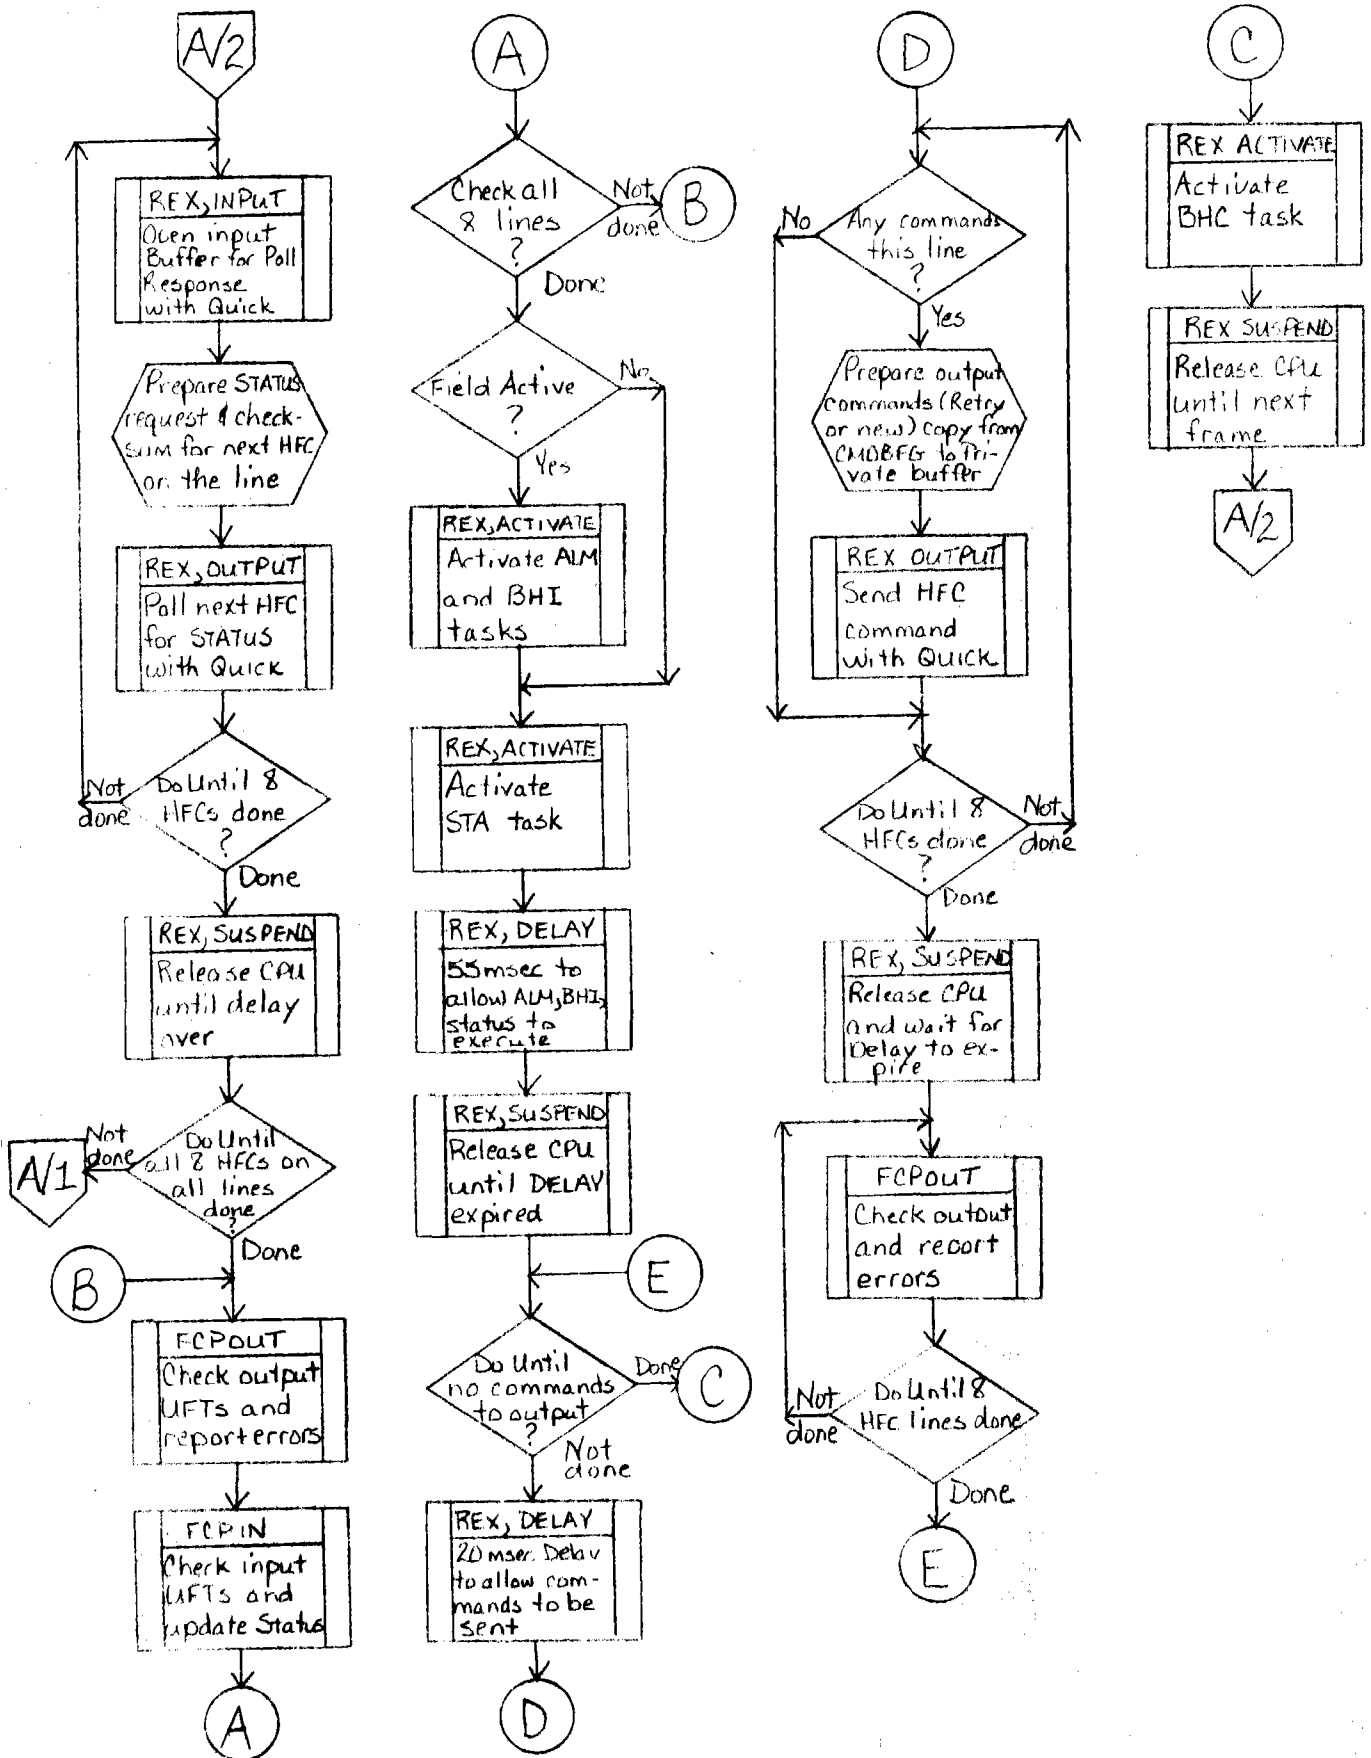 A/2
REX, INPUT
Open input
Buffer for Poll
Response
with Quick
Prepare STATUS
request & check-
sum for next HFC
on the line
REX, OUTPUT
Poll next HFC
for STATUS
with Quick
Do Until 8
HFCs done
?
Not
done
Done
REX, SUSPEND
Release CPU
until delay
over
Do Until
all 8 HFCs on
all lines
done
?
Not
done
A/1
Done
B
FCPOUT
Check output
UFTs and
report errors
FCPIN
Check input
UFTs and
update Status
A
A
Check all
8 lines
?
Not
done
B
Done
Field Active
?
No
Yes
REX, ACTIVATE
Activate ALM
and BHI
tasks
REX, ACTIVATE
Activate
STA task
REX, DELAY
55msec to
allow ALM, BHI,
status to
execute
REX, SUSPEND
Release CPU
until DELAY
expired
E
Do Until
no commands
to output
?
Done
C
Not
done
REX, DELAY
20 msec. Delay
to allow com-
mands to be
sent
D
D
Any commands
this line
?
No
Yes
Prepare output
commands (Retry
or new) Copy from
CMDBFG to Pri-
vate buffer
REX OUTPUT
Send HFC
command
with Quick
Do Until 8
HFCs done
?
Not
done
Done
REX, SUSPEND
Release CPU
and wait for
Delay to ex-
pire
FCPOUT
Check output
and report
errors
Do Until 8
HFC lines done
Not
done
Done
E
C
REX ACTIVATE
Activate
BHC task
REX SUSPEND
Release CPU
until next
frame
A/2